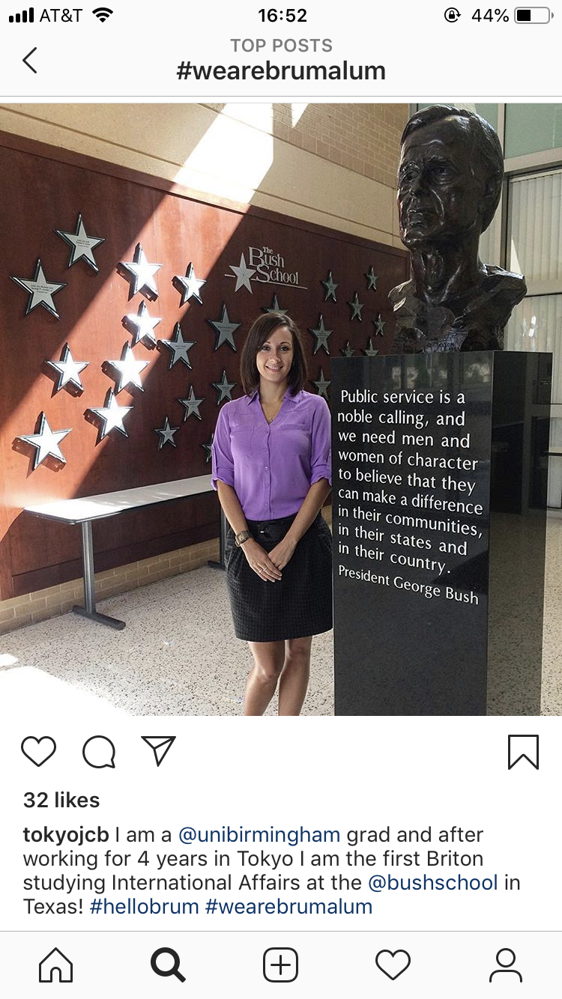 AT&T 16:52 44%
TOP POSTS
#wearebrumalum
The
Bush
School
Public service is a
noble calling, and
we need men and
women of character
to believe that they
can make a difference
in their communities,
in their states and
in their country.
President George Bush
32 likes
tokyojcb I am a @unibirmingham grad and after
working for 4 years in Tokyo I am the first Briton
studying International Affairs at the @bushschool in
Texas! #hellobrum #wearebrumalum